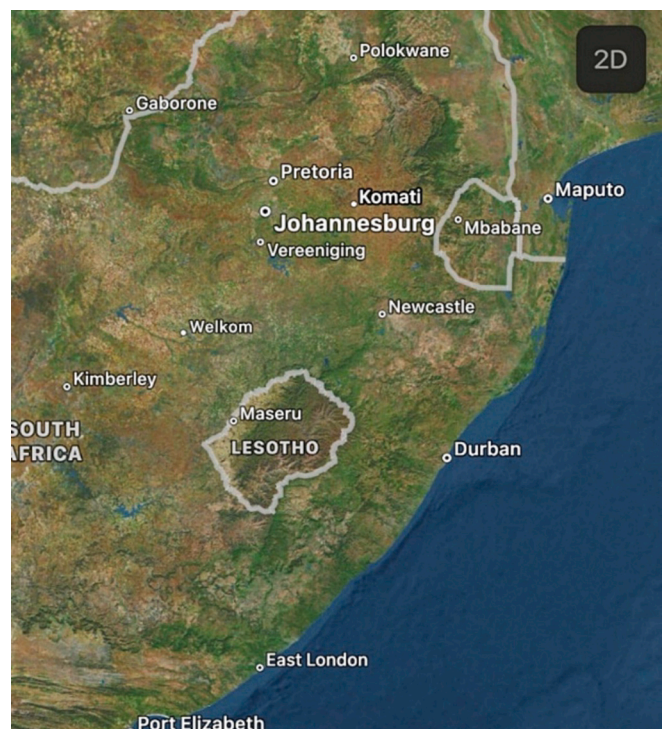 2D
Polokwane
Gaborone
Pretoria
Komati
Maputo
Johannesburg
Mbabane
Vereeniging
Newcastle
Welkom
Kimberley
Maseru
SOUTH
AFRICA
LESOTHO
Durban
East London
Port Elizabeth